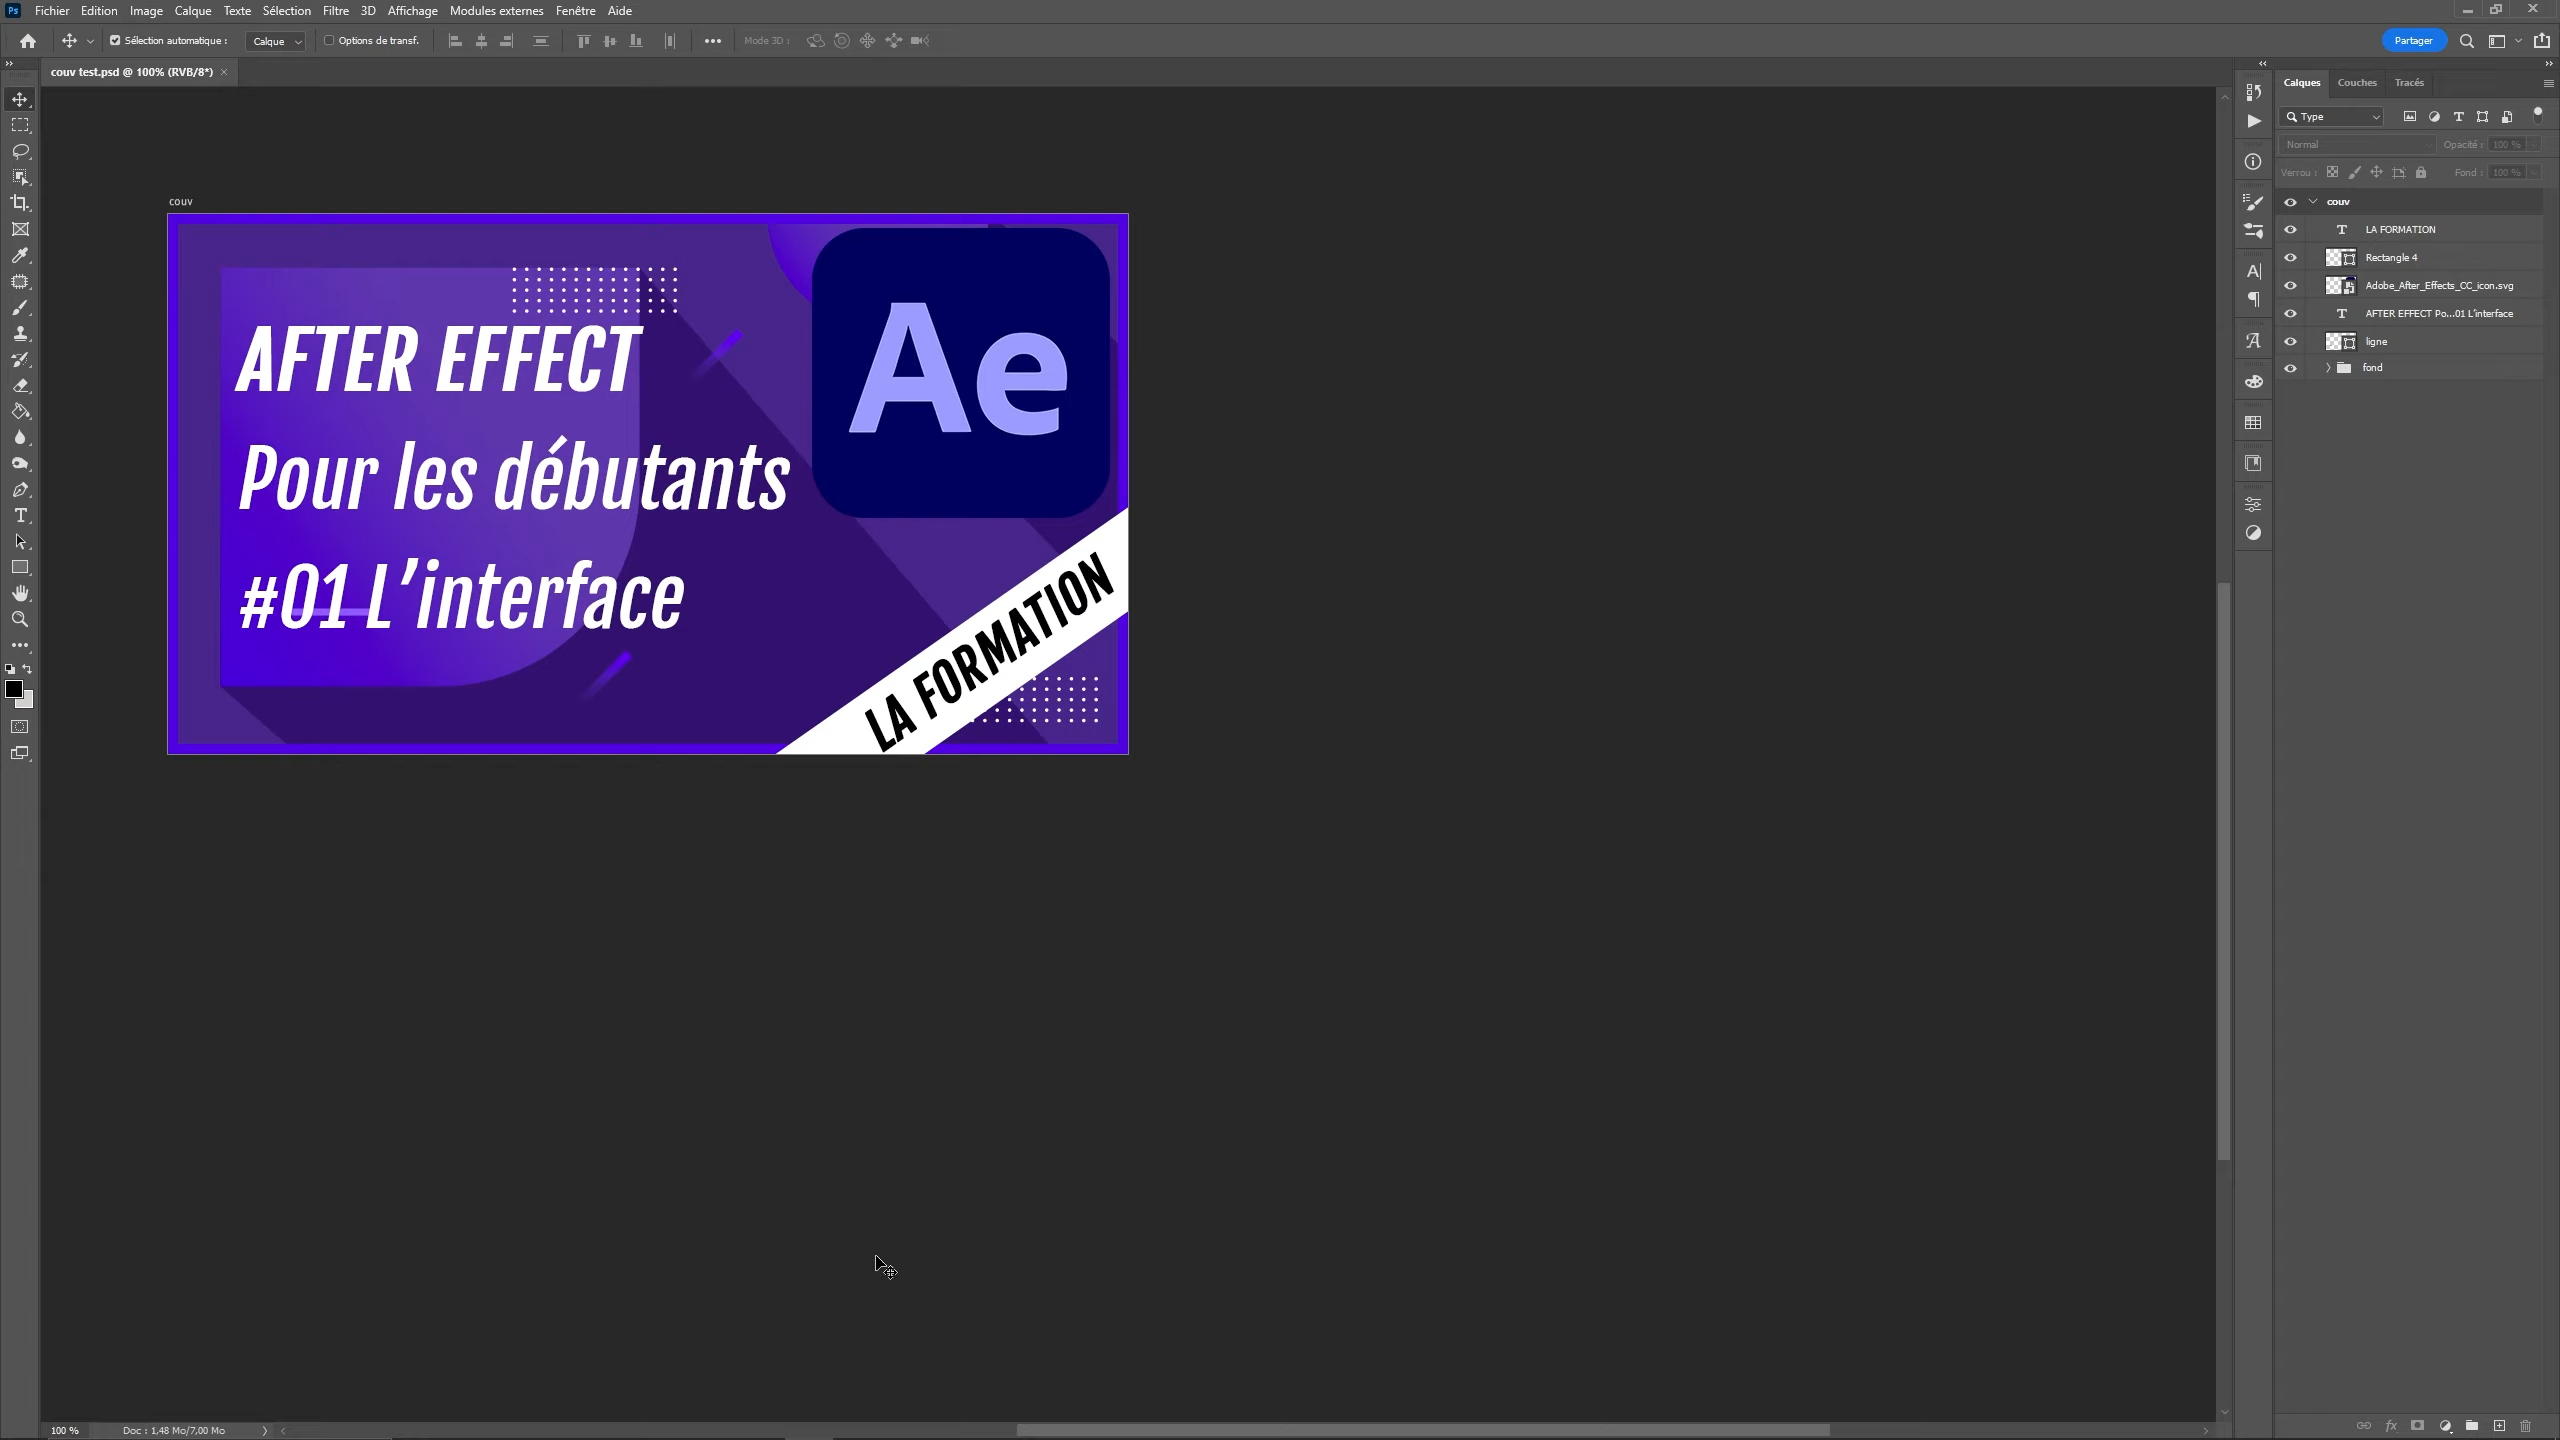 Ps Fichier Edition Image Calque Texte Sélection Filtre 3D Affichage Modules externes Fenêtre Aide
Sélection automatique : Calque Options de transf. Mode 3D : Partager
couv test.psd @ 100% (RVB/8*)
Calques Couches Tracés
Type
Normal Opacité : 100 %
Verrou : Fond : 100 %
couv
LA FORMATION
Rectangle 4
Adobe_After_Effects_CC_icon.svg
AFTER EFFECT Po...01 L'interface
ligne
fond
couv
AFTER EFFECT
Pour les débutants
#01 L’interface
Ae
LA FORMATION
100 % Doc : 1,48 Mo/7,00 Mo